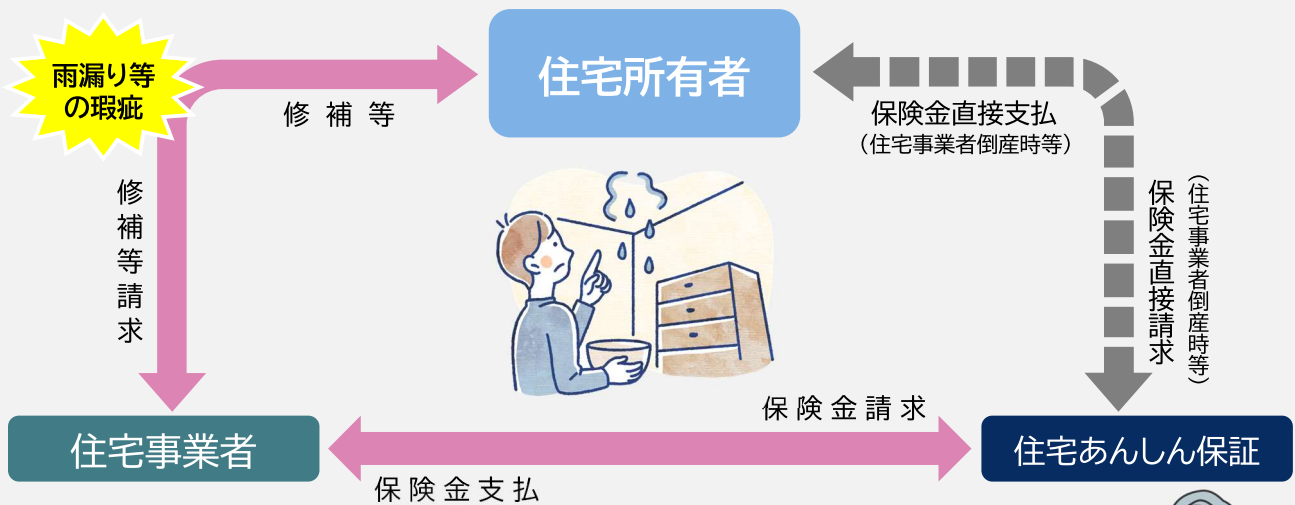 雨漏り等
の瑕疵
修補等
住宅所有者
保険金直接支払
（住宅事業者倒産時等）
修補等請求
保険金直接請求
（住宅事業者倒産時等）
保険金請求
住宅事業者
住宅あんしん保証
保険金支払